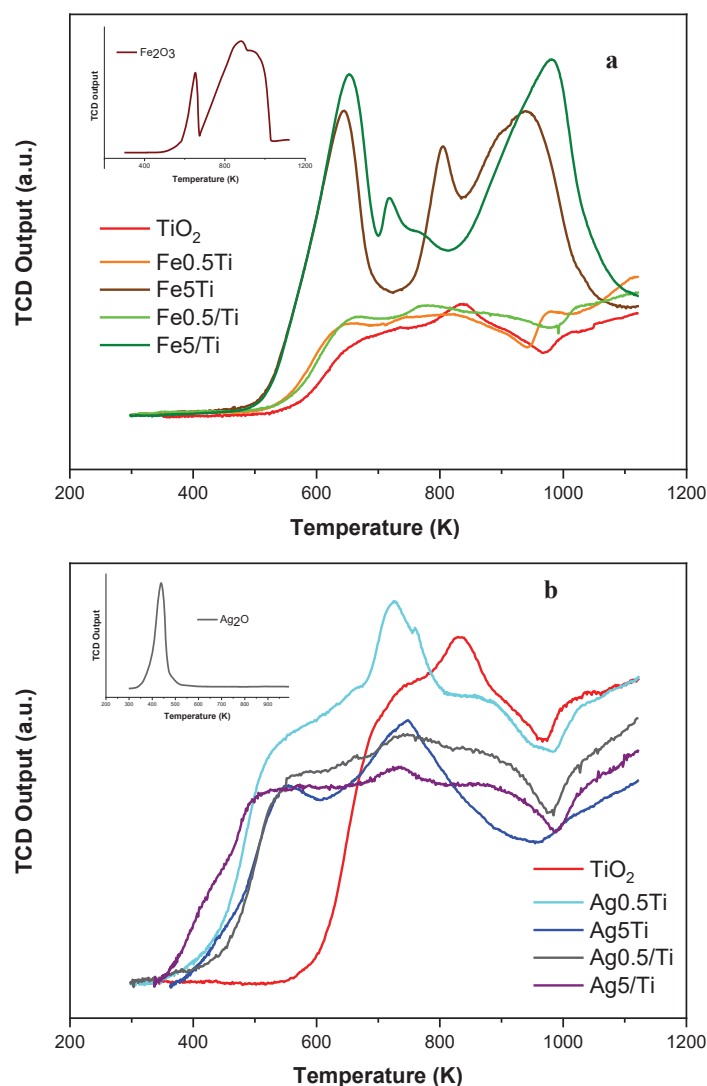 a
TCD output
Fe2O3
400 800 1200
Temperature (K)
TCD Output (a.u.)
TiO2
Fe0.5Ti
Fe5Ti
Fe0.5/Ti
Fe5/Ti
200 400 600 800 1000 1200
Temperature (K)
b
TCD Output
Ag2O
200 300 400 500 600 700 800 900
Temperature (K)
TCD Output (a.u.)
TiO2
Ag0.5Ti
Ag5Ti
Ag0.5/Ti
Ag5/Ti
200 400 600 800 1000 1200
Temperature (K)